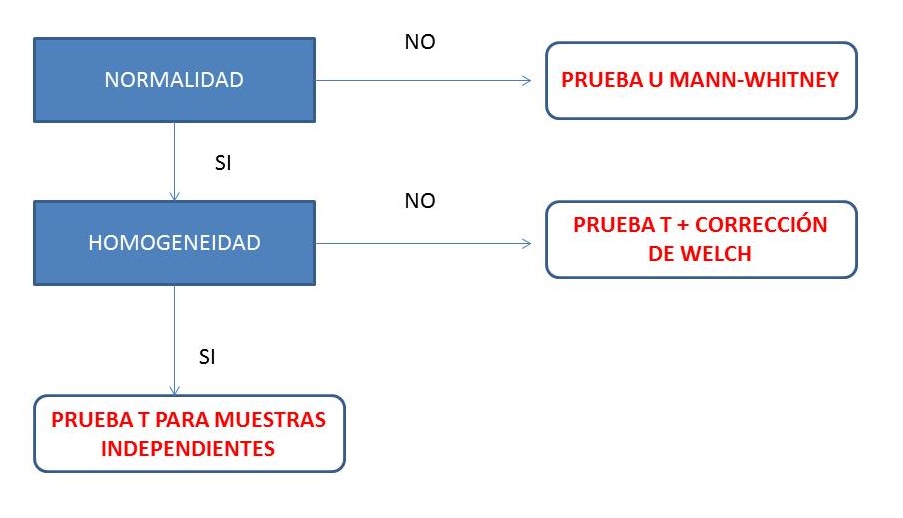 NORMALIDAD
NO
PRUEBA U MANN-WHITNEY
SI
HOMOGENEIDAD
NO
PRUEBA T + CORRECCIÓN
DE WELCH
SI
PRUEBA T PARA MUESTRAS
INDEPENDIENTES